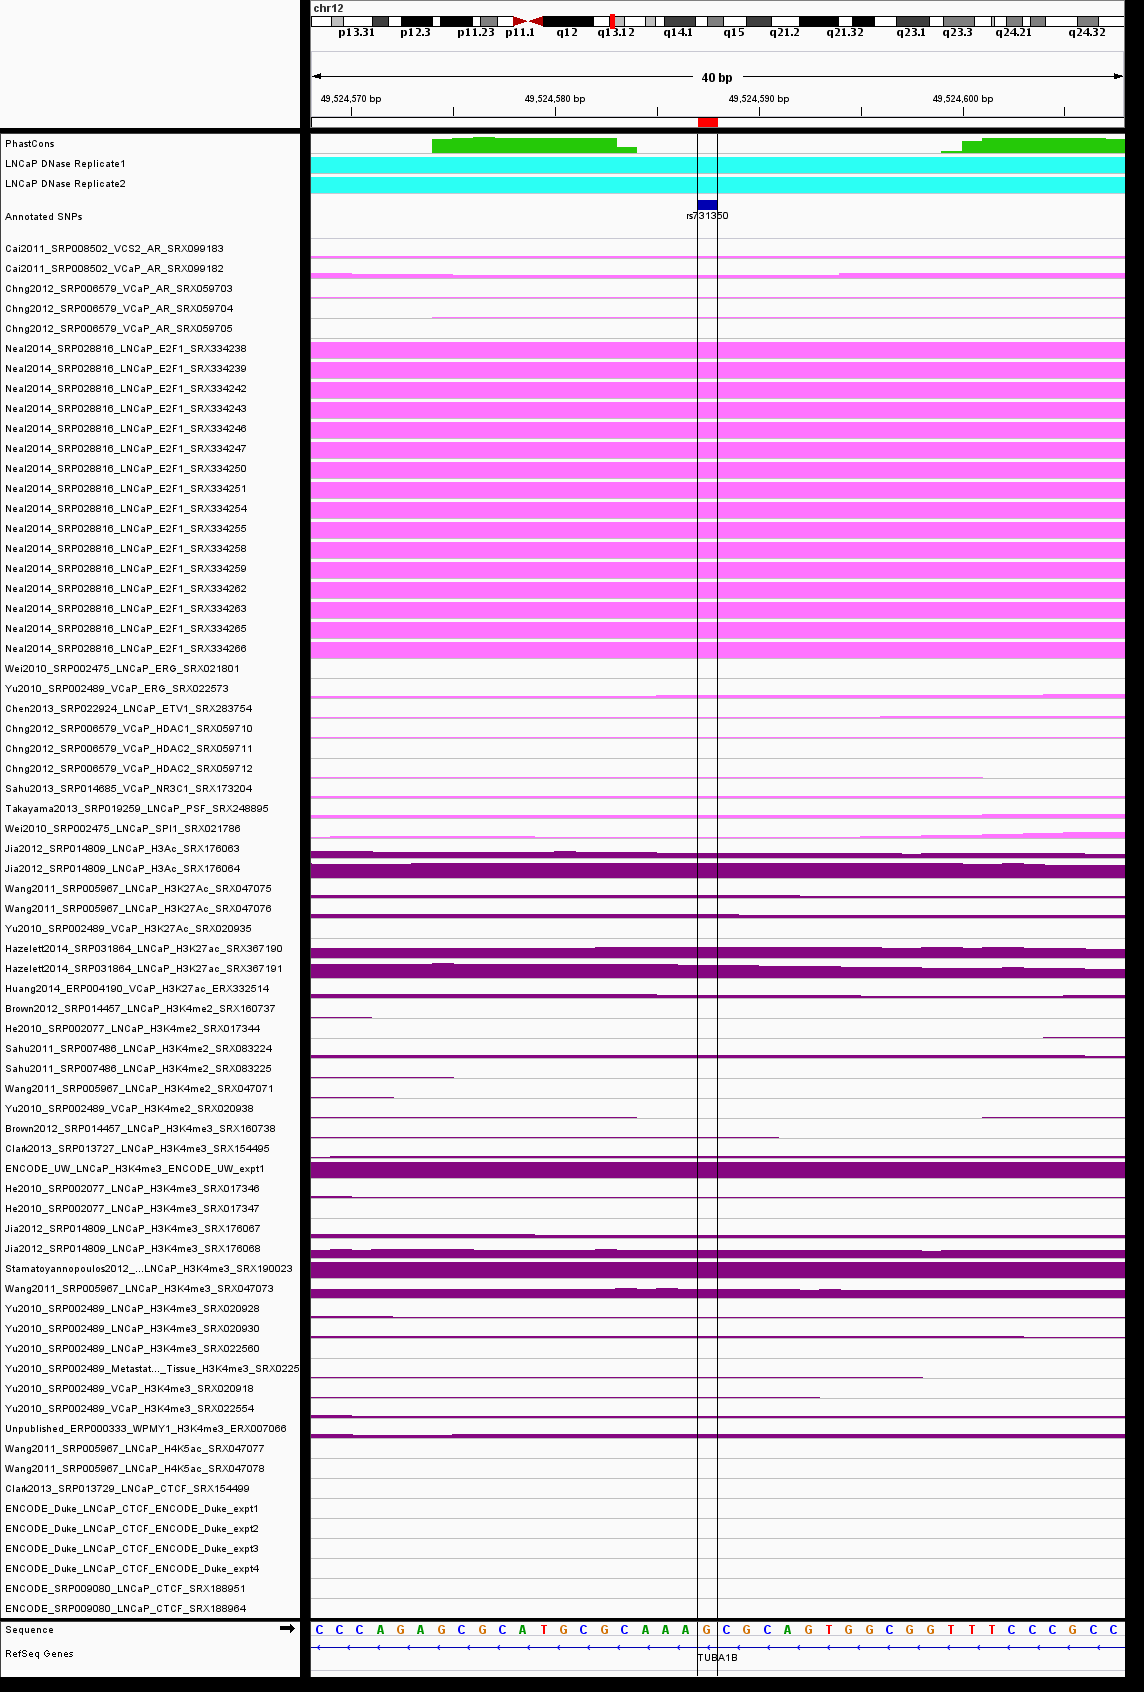 chr12
p13.31 p12.3 p11.23 p11.1 q12 q13.12 q14.1 q15 q21.2 q21.32 q23.1 q23.3 q24.21 q24.32
40 bp
49,524,570 bp 49,524,580 bp 49,524,590 bp 49,524,600 bp
PhastCons
LNCaP DNase Replicate1
LNCaP DNase Replicate2
Annotated SNPs
rs731350
Cai2011_SRP008502_VCS2_AR_SRX099183
Cai2011_SRP008502_VCaP_AR_SRX099182
Chng2012_SRP006579_VCaP_AR_SRX059703
Chng2012_SRP006579_VCaP_AR_SRX059704
Chng2012_SRP006579_VCaP_AR_SRX059705
Neal2014_SRP028816_LNCaP_E2F1_SRX334238
Neal2014_SRP028816_LNCaP_E2F1_SRX334239
Neal2014_SRP028816_LNCaP_E2F1_SRX334242
Neal2014_SRP028816_LNCaP_E2F1_SRX334243
Neal2014_SRP028816_LNCaP_E2F1_SRX334246
Neal2014_SRP028816_LNCaP_E2F1_SRX334247
Neal2014_SRP028816_LNCaP_E2F1_SRX334250
Neal2014_SRP028816_LNCaP_E2F1_SRX334251
Neal2014_SRP028816_LNCaP_E2F1_SRX334254
Neal2014_SRP028816_LNCaP_E2F1_SRX334255
Neal2014_SRP028816_LNCaP_E2F1_SRX334258
Neal2014_SRP028816_LNCaP_E2F1_SRX334259
Neal2014_SRP028816_LNCaP_E2F1_SRX334262
Neal2014_SRP028816_LNCaP_E2F1_SRX334263
Neal2014_SRP028816_LNCaP_E2F1_SRX334265
Neal2014_SRP028816_LNCaP_E2F1_SRX334266
Wei2010_SRP002475_LNCaP_ERG_SRX021801
Yu2010_SRP002489_VCaP_ERG_SRX022573
Chen2013_SRP022924_LNCaP_ETV1_SRX283754
Chng2012_SRP006579_VCaP_HDAC1_SRX059710
Chng2012_SRP006579_VCaP_HDAC2_SRX059711
Chng2012_SRP006579_VCaP_HDAC2_SRX059712
Sahu2013_SRP014685_VCaP_NR3C1_SRX173204
Takayama2013_SRP019259_LNCaP_PSF_SRX248895
Wei2010_SRP002475_LNCaP_SPI1_SRX021786
Jia2012_SRP014809_LNCaP_H3Ac_SRX176063
Jia2012_SRP014809_LNCaP_H3Ac_SRX176064
Wang2011_SRP005967_LNCaP_H3K27Ac_SRX047075
Wang2011_SRP005967_LNCaP_H3K27Ac_SRX047076
Yu2010_SRP002489_VCaP_H3K27Ac_SRX020935
Hazelett2014_SRP031864_LNCaP_H3K27ac_SRX367190
Hazelett2014_SRP031864_LNCaP_H3K27ac_SRX367191
Huang2014_ERP004190_VCaP_H3K27ac_ERX332514
Brown2012_SRP014457_LNCaP_H3K4me2_SRX160737
He2010_SRP002077_LNCaP_H3K4me2_SRX017344
Sahu2011_SRP007486_LNCaP_H3K4me2_SRX083224
Sahu2011_SRP007486_LNCaP_H3K4me2_SRX083225
Wang2011_SRP005967_LNCaP_H3K4me2_SRX047071
Yu2010_SRP002489_VCaP_H3K4me2_SRX020938
Brown2012_SRP014457_LNCaP_H3K4me3_SRX160738
Clark2013_SRP013727_LNCaP_H3K4me3_SRX154495
ENCODE_UW_LNCaP_H3K4me3_ENCODE_UW_expt1
He2010_SRP002077_LNCaP_H3K4me3_SRX017346
He2010_SRP002077_LNCaP_H3K4me3_SRX017347
Jia2012_SRP014809_LNCaP_H3K4me3_SRX176067
Jia2012_SRP014809_LNCaP_H3K4me3_SRX176068
Stamatoyannopoulos2012_...LNCaP_H3K4me3_SRX190023
Wang2011_SRP005967_LNCaP_H3K4me3_SRX047073
Yu2010_SRP002489_LNCaP_H3K4me3_SRX020928
Yu2010_SRP002489_LNCaP_H3K4me3_SRX020930
Yu2010_SRP002489_LNCaP_H3K4me3_SRX022560
Yu2010_SRP002489_Metastat..._Tissue_H3K4me3_SRX0225
Yu2010_SRP002489_VCaP_H3K4me3_SRX020918
Yu2010_SRP002489_VCaP_H3K4me3_SRX022554
Unpublished_ERP000333_WPMY1_H3K4me3_ERX007066
Wang2011_SRP005967_LNCaP_H4K5ac_SRX047077
Wang2011_SRP005967_LNCaP_H4K5ac_SRX047078
Clark2013_SRP013729_LNCaP_CTCF_SRX154499
ENCODE_Duke_LNCaP_CTCF_ENCODE_Duke_expt1
ENCODE_Duke_LNCaP_CTCF_ENCODE_Duke_expt2
ENCODE_Duke_LNCaP_CTCF_ENCODE_Duke_expt3
ENCODE_Duke_LNCaP_CTCF_ENCODE_Duke_expt4
ENCODE_SRP009080_LNCaP_CTCF_SRX188951
ENCODE_SRP009080_LNCaP_CTCF_SRX188964
Sequence C C C A G A G C G C A T G C G C A A A G C G C A G T G G C G G T T T C C C G C C
RefSeq Genes
TUBA1B